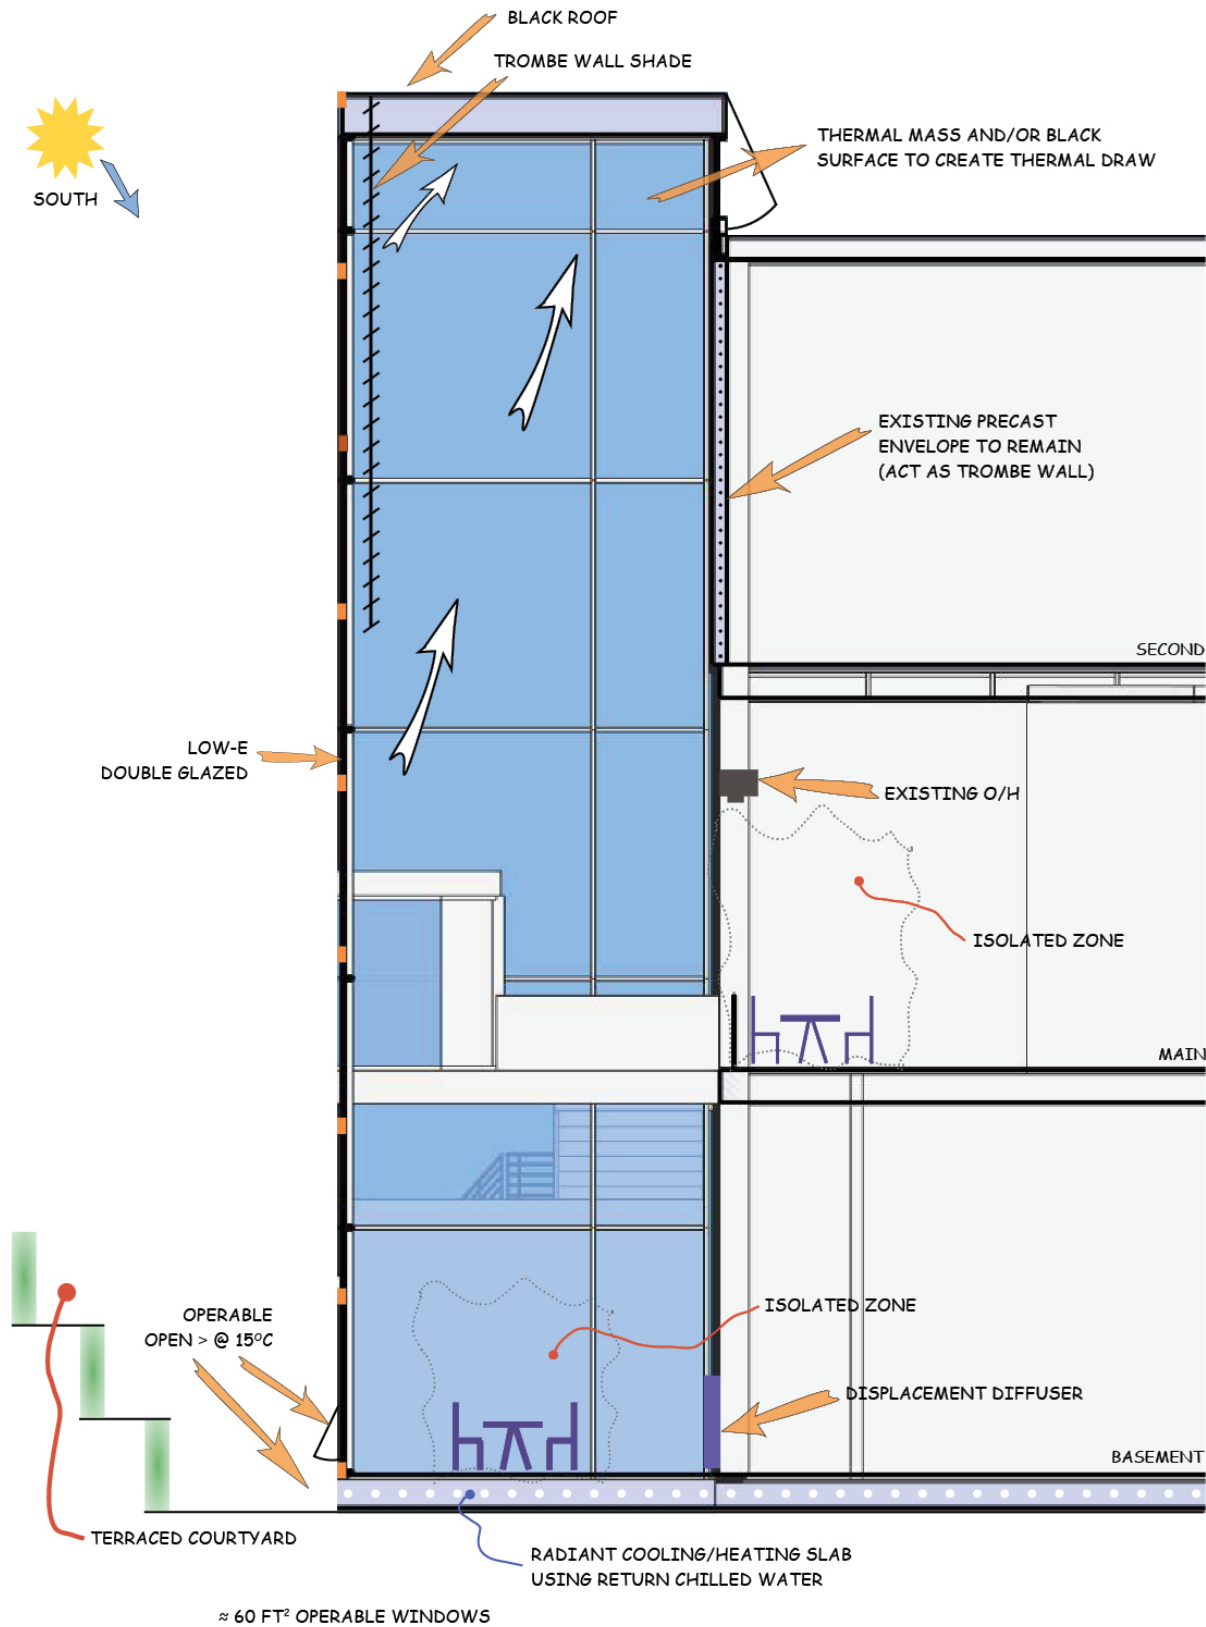 BLACK ROOF
TROMBE WALL SHADE
THERMAL MASS AND/OR BLACK
SURFACE TO CREATE THERMAL DRAW
SOUTH
EXISTING PRECAST
ENVELOPE TO REMAIN
(ACT AS TROMBE WALL)
SECOND
LOW-E
DOUBLE GLAZED
EXISTING O/H
ISOLATED ZONE
MAIN
ISOLATED ZONE
OPERABLE
OPEN > @ 15°C
DISPLACEMENT DIFFUSER
BASEMENT
TERRACED COURTYARD
RADIANT COOLING/HEATING SLAB
USING RETURN CHILLED WATER
≈ 60 FT² OPERABLE WINDOWS